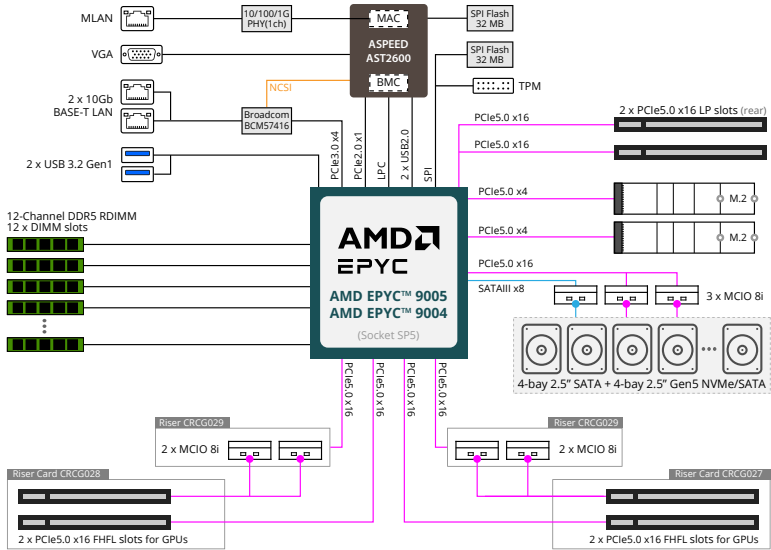 MLAN
10/100/1G
PHY(1ch)
MAC
SPI Flash
32 MB
ASPEED
AST2600
VGA
SPI Flash
32 MB
BMC
TPM
NCSI
2 x 10Gb
BASE-T LAN
Broadcom
BCM57416
2 x USB 3.2 Gen1
PCIe3.0 x4
PCIe2.0 x1
LPC
2 x USB2.0
SPI
2 x PCIe5.0 x16 LP slots (rear)
PCIe5.0 x16
PCIe5.0 x16
PCIe5.0 x4
M.2
PCIe5.0 x4
M.2
PCIe5.0 x16
SATAIII x8
3 x MCIO 8i
4-bay 2.5” SATA + 4-bay 2.5” Gen5 NVMe/SATA
12-Channel DDR5 RDIMM
12 x DIMM slots
AMD
EPYC
AMD EPYC™ 9005
AMD EPYC™ 9004
(Socket SP5)
PCIe5.0 x16
PCIe5.0 x16
PCIe5.0 x16
PCIe5.0 x16
Riser CRCG029
2 x MCIO 8i
Riser CRCG029
2 x MCIO 8i
Riser Card CRCG028
2 x PCIe5.0 x16 FHFL slots for GPUs
Riser Card CRCG027
2 x PCIe5.0 x16 FHFL slots for GPUs